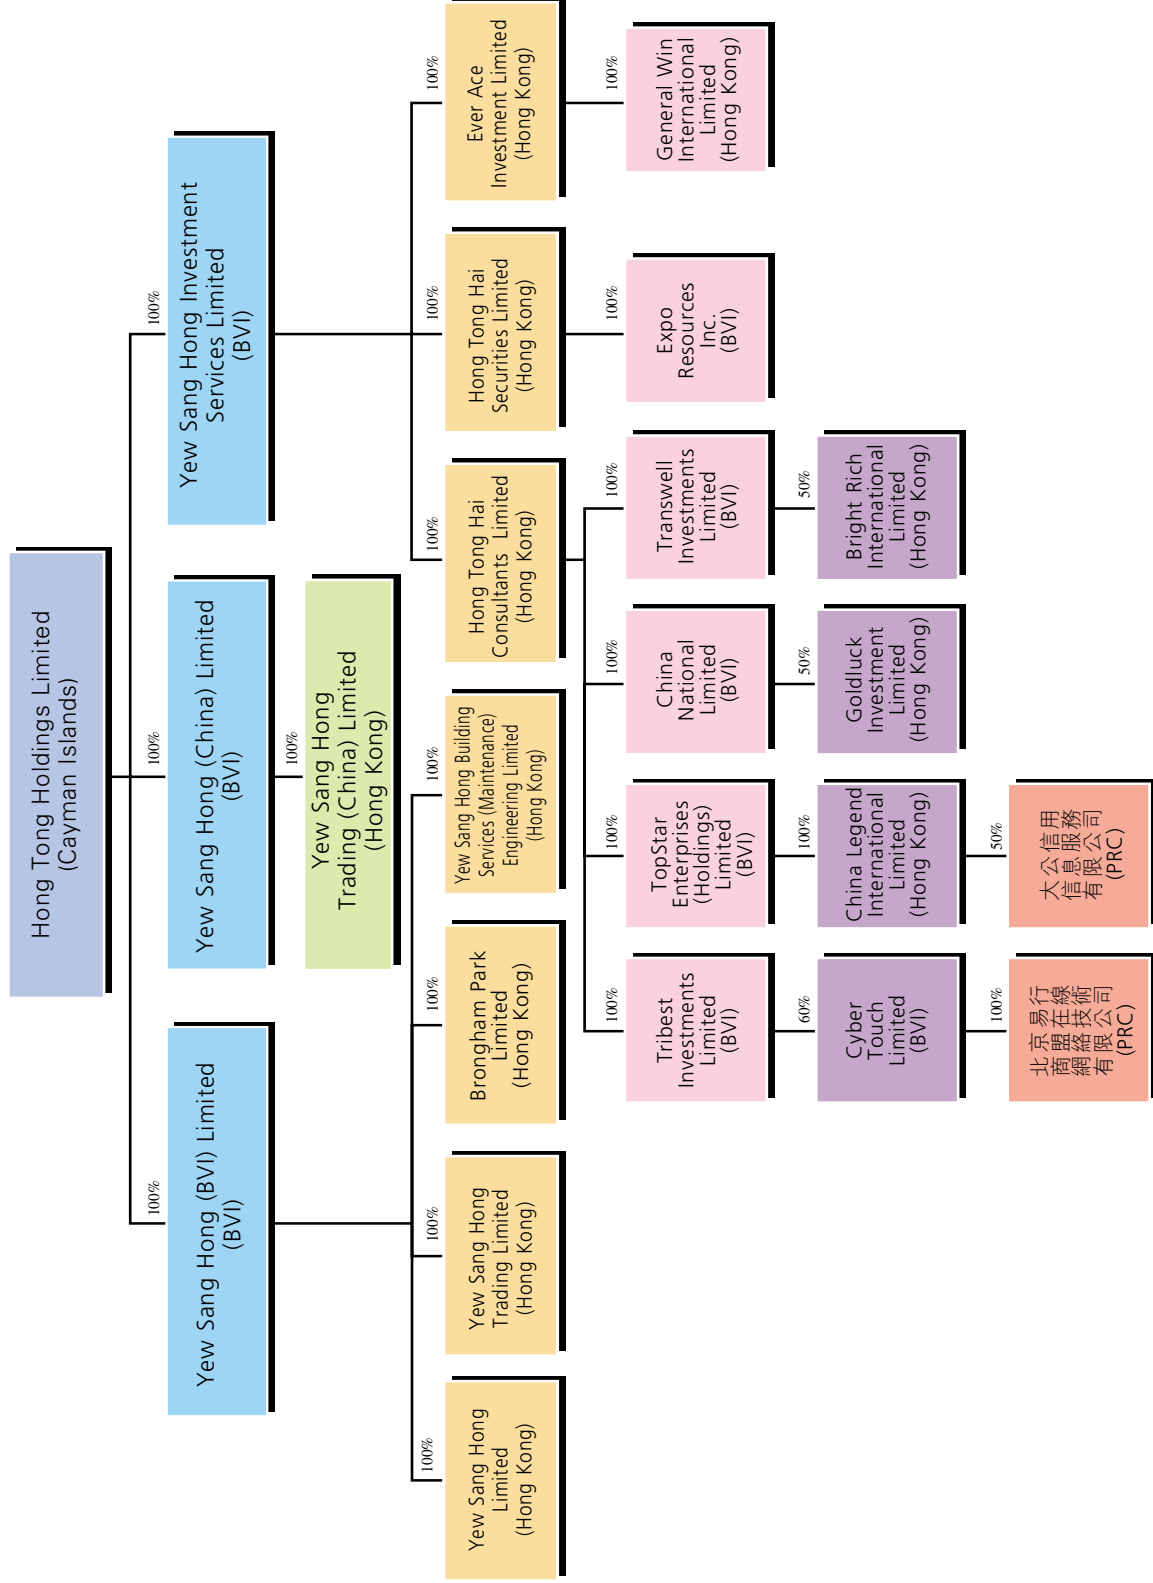 Hong Tong Holdings Limited
(Cayman Islands)
100%
Yew Sang Hong (BVI) Limited
(BVI)
100%
Yew Sang Hong (China) Limited
(BVI)
100%
Yew Sang Hong Investment
Services Limited
(BVI)
100%
Yew Sang Hong
Trading (China) Limited
(Hong Kong)
100%
Yew Sang Hong
Limited
(Hong Kong)
100%
Yew Sang Hong
Trading Limited
(Hong Kong)
100%
Brongham Park
Limited
(Hong Kong)
100%
Yew Sang Hong Building
Services (Maintenance)
Engineering Limited
(Hong Kong)
100%
Hong Tong Hai
Consultants Limited
(Hong Kong)
100%
Hong Tong Hai
Securities Limited
(Hong Kong)
100%
Ever Ace
Investment Limited
(Hong Kong)
100%
Tribest
Investments
Limited
(BVI)
100%
TopStar
Enterprises
(Holdings)
Limited
(BVI)
100%
China
National
Limited
(BVI)
100%
Transwell
Investments
Limited
(BVI)
100%
Expo
Resources
Inc.
(BVI)
100%
General Win
International
Limited
(Hong Kong)
60%
Cyber
Touch
Limited
(BVI)
100%
China Legend
International
Limited
(Hong Kong)
50%
Goldluck
Investment
Limited
(Hong Kong)
50%
Bright Rich
International
Limited
(Hong Kong)
100%
北京易行
商盟在線
網絡技術
有限公司
(PRC)
50%
大公信用
信息服務
有限公司
(PRC)